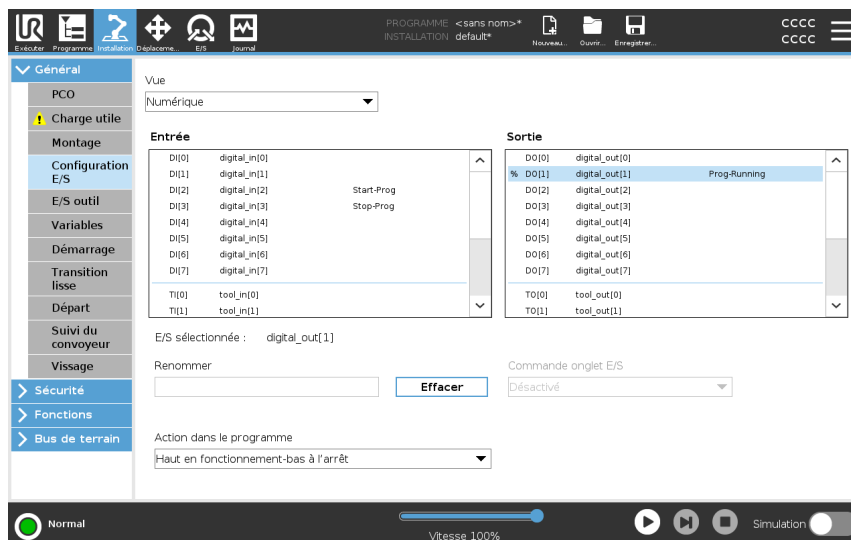 UR
PROGRAMME <sans nom>*
INSTALLATION default*
Exécuter Programme Installation Déplaceme... E/S Journal
Nouveau... Ouvrir... Enregistrer...
CCCC
CCCC
Général
PCO
Charge utile
Montage
Configuration
E/S
E/S outil
Variables
Démarrage
Transition
lisse
Départ
Suivi du
convoyeur
Vissage
Sécurité
Fonctions
Bus de terrain
Vue
Numérique
Entrée
DI[0] digital_in[0]
DI[1] digital_in[1]
DI[2] digital_in[2] Start-Prog
DI[3] digital_in[3] Stop-Prog
DI[4] digital_in[4]
DI[5] digital_in[5]
DI[6] digital_in[6]
DI[7] digital_in[7]
TI[0] tool_in[0]
TI[1] tool_in[1]
Sortie
DO[0] digital_out[0]
% DO[1] digital_out[1] Prog-Running
DO[2] digital_out[2]
DO[3] digital_out[3]
DO[4] digital_out[4]
DO[5] digital_out[5]
DO[6] digital_out[6]
DO[7] digital_out[7]
TO[0] tool_out[0]
TO[1] tool_out[1]
E/S sélectionnée : digital_out[1]
Renommer
Effacer
Commande onglet E/S
Désactivé
Action dans le programme
Haut en fonctionnement-bas à l'arrêt
Normal
Vitesse 100%
Simulation